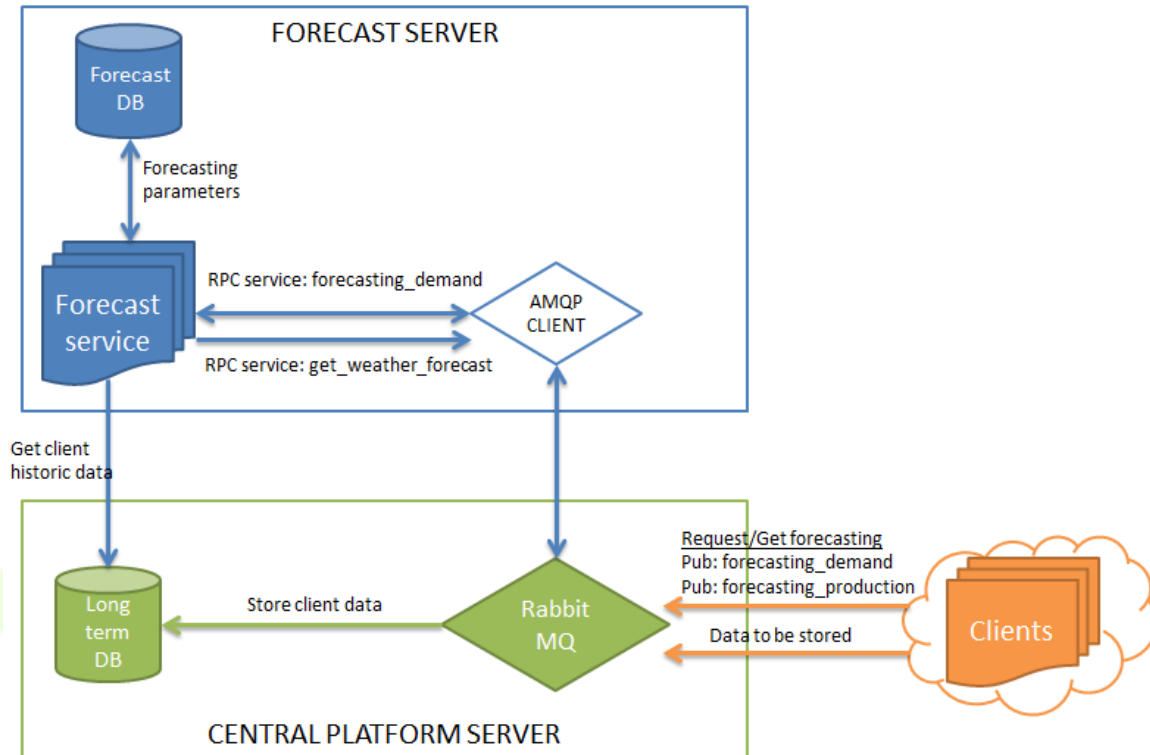 FORECAST SERVER
Forecast
DB
Forecasting
parameters
RPC service: forecasting_demand
Forecast
service
AMQP
CLIENT
RPC service: get_weather_forecast
Get client
historic data
Request/Get forecasting
Pub: forecasting_demand
Pub: forecasting_production
Long
term
DB
Store client data
Rabbit
MQ
Data to be stored
Clients
CENTRAL PLATFORM SERVER